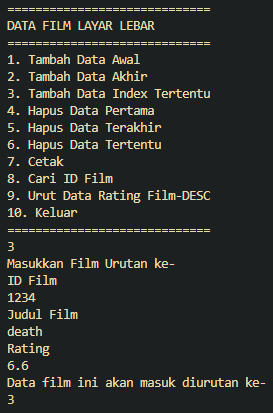 =============================
DATA FILM LAYAR LEBAR
=============================
1. Tambah Data Awal
2. Tambah Data Akhir
3. Tambah Data Index Tertentu
4. Hapus Data Pertama
5. Hapus Data Terakhir
6. Hapus Data Tertentu
7. Cetak
8. Cari ID Film
9. Urut Data Rating Film-DESC
10. Keluar
=============================
3
Masukkan Film Urutan ke-
ID Film
1234
Judul Film
death
Rating
6.6
Data film ini akan masuk diurutan ke-
3